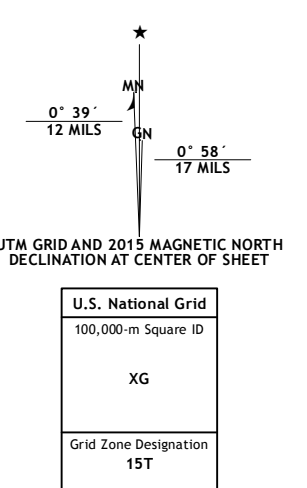 ★
MN
0° 39´
12 MILS
GN
0° 58´
17 MILS
UTM GRID AND 2015 MAGNETIC NORTH
DECLINATION AT CENTER OF SHEET
U.S. National Grid
100,000-m Square ID
XG
Grid Zone Designation
15T